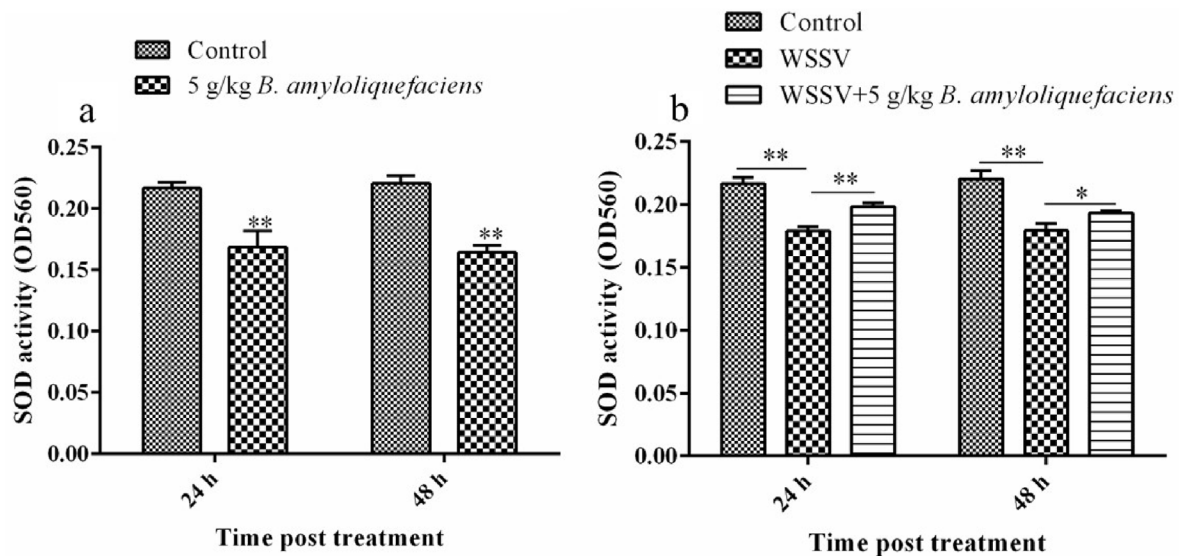 Control
5 g/kg B. amyloliquefaciens
a
SOD activity (OD560)
0.25
0.20
0.15
0.10
0.05
0.00
**
**
24 h
48 h
Time post treatment
Control
WSSV
WSSV+5 g/kg B. amyloliquefaciens
b
SOD activity (OD560)
0.25
0.20
0.15
0.10
0.05
0.00
**
**
**
*
24 h
48 h
Time post treatment